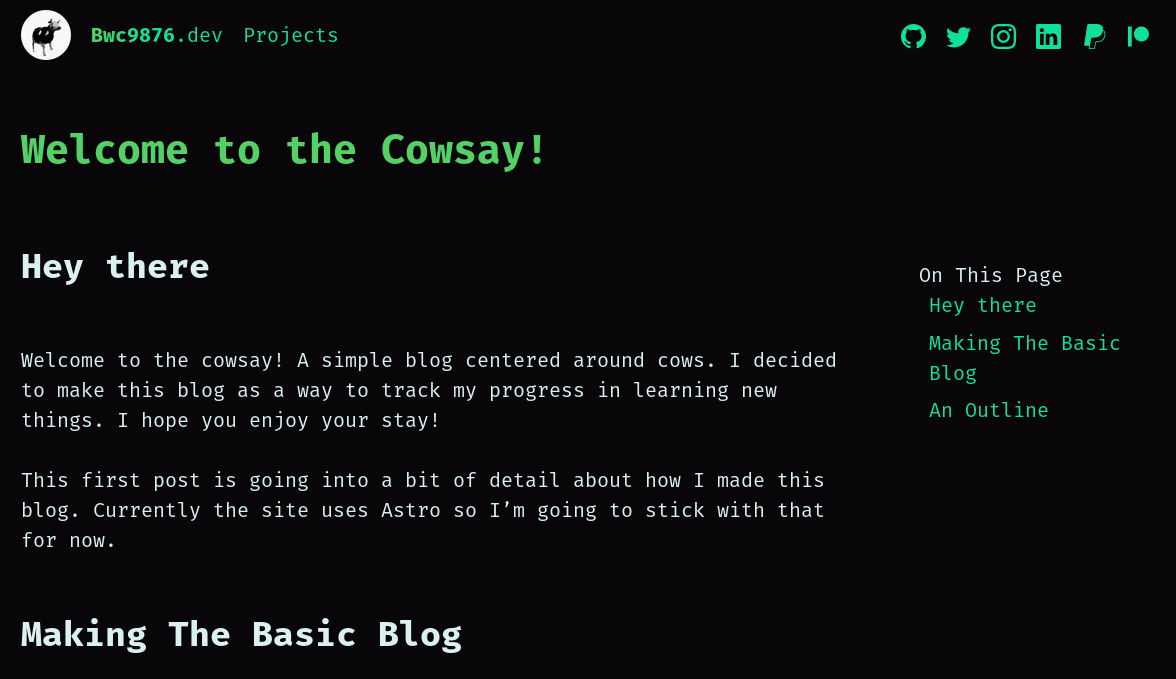 Bwc9876.dev Projects
Welcome to the Cowsay!
Hey there
Welcome to the cowsay! A simple blog centered around cows. I decided
to make this blog as a way to track my progress in learning new
things. I hope you enjoy your stay!
This first post is going into a bit of detail about how I made this
blog. Currently the site uses Astro so I’m going to stick with that
for now.
Making The Basic Blog
On This Page
Hey there
Making The Basic
Blog
An Outline